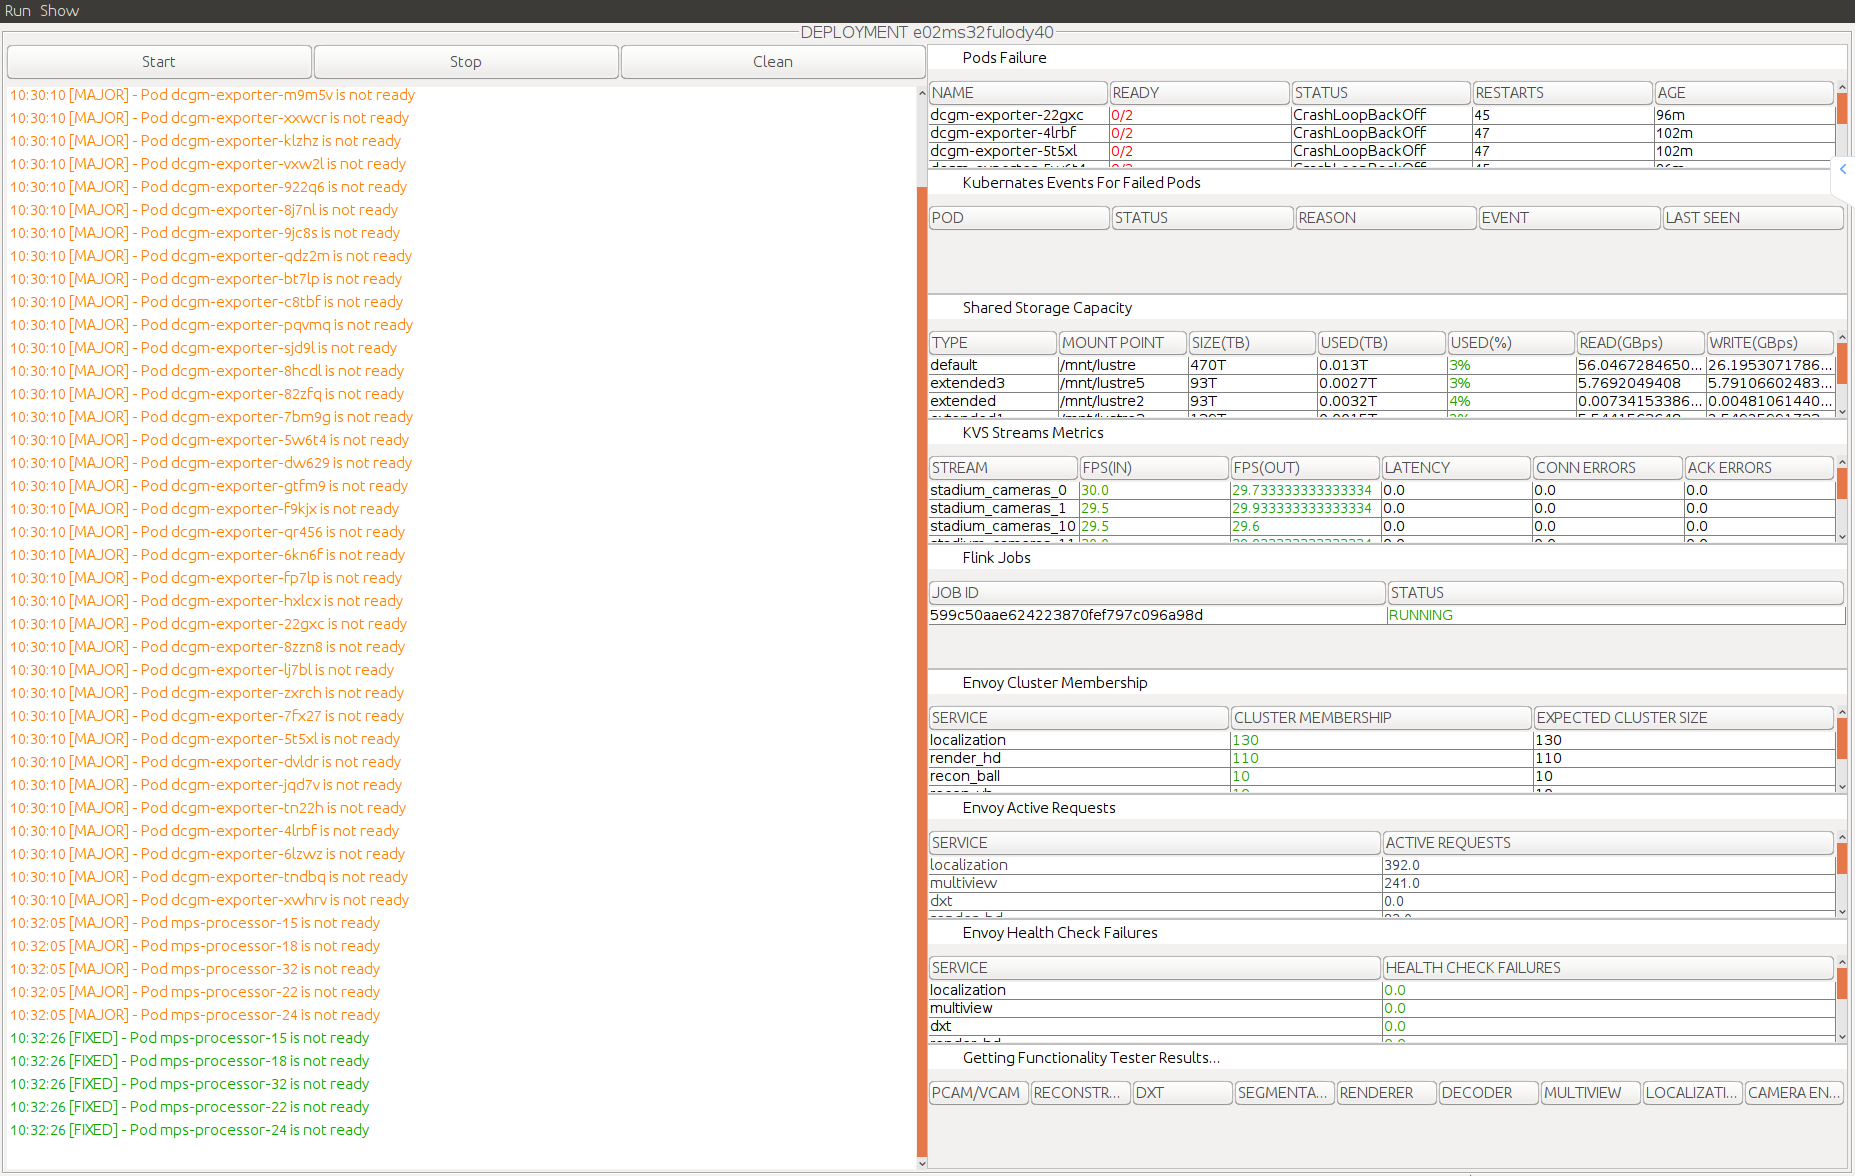 Run Show
DEPLOYMENT e02ms32fulody40
Start Stop Clean
10:30:10 [MAJOR] - Pod dcgm-exporter-m9m5v is not ready
10:30:10 [MAJOR] - Pod dcgm-exporter-xxwcr is not ready
10:30:10 [MAJOR] - Pod dcgm-exporter-klzhz is not ready
10:30:10 [MAJOR] - Pod dcgm-exporter-vxw2l is not ready
10:30:10 [MAJOR] - Pod dcgm-exporter-922q6 is not ready
10:30:10 [MAJOR] - Pod dcgm-exporter-8j7nl is not ready
10:30:10 [MAJOR] - Pod dcgm-exporter-9jc8s is not ready
10:30:10 [MAJOR] - Pod dcgm-exporter-qdz2m is not ready
10:30:10 [MAJOR] - Pod dcgm-exporter-bt7lp is not ready
10:30:10 [MAJOR] - Pod dcgm-exporter-c8tbf is not ready
10:30:10 [MAJOR] - Pod dcgm-exporter-pqvmq is not ready
10:30:10 [MAJOR] - Pod dcgm-exporter-sjd9l is not ready
10:30:10 [MAJOR] - Pod dcgm-exporter-8hcdl is not ready
10:30:10 [MAJOR] - Pod dcgm-exporter-82zfq is not ready
10:30:10 [MAJOR] - Pod dcgm-exporter-7bm9g is not ready
10:30:10 [MAJOR] - Pod dcgm-exporter-5w6t4 is not ready
10:30:10 [MAJOR] - Pod dcgm-exporter-dw629 is not ready
10:30:10 [MAJOR] - Pod dcgm-exporter-gtfm9 is not ready
10:30:10 [MAJOR] - Pod dcgm-exporter-f9kjx is not ready
10:30:10 [MAJOR] - Pod dcgm-exporter-qr456 is not ready
10:30:10 [MAJOR] - Pod dcgm-exporter-6kn6f is not ready
10:30:10 [MAJOR] - Pod dcgm-exporter-fp7lp is not ready
10:30:10 [MAJOR] - Pod dcgm-exporter-hxlcx is not ready
10:30:10 [MAJOR] - Pod dcgm-exporter-22gxc is not ready
10:30:10 [MAJOR] - Pod dcgm-exporter-8zzn8 is not ready
10:30:10 [MAJOR] - Pod dcgm-exporter-lj7bl is not ready
10:30:10 [MAJOR] - Pod dcgm-exporter-zxrch is not ready
10:30:10 [MAJOR] - Pod dcgm-exporter-7fx27 is not ready
10:30:10 [MAJOR] - Pod dcgm-exporter-5t5xl is not ready
10:30:10 [MAJOR] - Pod dcgm-exporter-dvldr is not ready
10:30:10 [MAJOR] - Pod dcgm-exporter-jqd7v is not ready
10:30:10 [MAJOR] - Pod dcgm-exporter-tn22h is not ready
10:30:10 [MAJOR] - Pod dcgm-exporter-4lrbf is not ready
10:30:10 [MAJOR] - Pod dcgm-exporter-6lzwz is not ready
10:30:10 [MAJOR] - Pod dcgm-exporter-tndbq is not ready
10:30:10 [MAJOR] - Pod dcgm-exporter-xwhrv is not ready
10:32:05 [MAJOR] - Pod mps-processor-15 is not ready
10:32:05 [MAJOR] - Pod mps-processor-18 is not ready
10:32:05 [MAJOR] - Pod mps-processor-32 is not ready
10:32:05 [MAJOR] - Pod mps-processor-22 is not ready
10:32:05 [MAJOR] - Pod mps-processor-24 is not ready
10:32:26 [FIXED] - Pod mps-processor-15 is not ready
10:32:26 [FIXED] - Pod mps-processor-18 is not ready
10:32:26 [FIXED] - Pod mps-processor-32 is not ready
10:32:26 [FIXED] - Pod mps-processor-22 is not ready
10:32:26 [FIXED] - Pod mps-processor-24 is not ready
Pods Failure
NAME READY STATUS RESTARTS AGE
dcgm-exporter-22gxc 0/2 CrashLoopBackOff 45 96m
dcgm-exporter-4lrbf 0/2 CrashLoopBackOff 47 102m
dcgm-exporter-5t5xl 0/2 CrashLoopBackOff 47 102m
Kubernates Events For Failed Pods
POD STATUS REASON EVENT LAST SEEN
Shared Storage Capacity
TYPE MOUNT POINT SIZE(TB) USED(TB) USED(%) READ(GBps) WRITE(GBps)
default /mnt/lustre 470T 0.013T 3% 56.0467284650... 26.1953071786...
extended3 /mnt/lustre5 93T 0.0027T 3% 5.7692049408 5.79106602483...
extended /mnt/lustre2 93T 0.0032T 4% 0.00734153386... 0.00481061440...
KVS Streams Metrics
STREAM FPS(IN) FPS(OUT) LATENCY CONN ERRORS ACK ERRORS
stadium_cameras_0 30.0 29.733333333333334 0.0 0.0 0.0
stadium_cameras_1 29.5 29.933333333333334 0.0 0.0 0.0
stadium_cameras_10 29.5 29.6 0.0 0.0 0.0
Flink Jobs
JOB ID STATUS
599c50aae624223870fef797c096a98d RUNNING
Envoy Cluster Membership
SERVICE CLUSTER MEMBERSHIP EXPECTED CLUSTER SIZE
localization 130 130
render_hd 110 110
recon_ball 10 10
Envoy Active Requests
SERVICE ACTIVE REQUESTS
localization 392.0
multiview 241.0
dxt 0.0
Envoy Health Check Failures
SERVICE HEALTH CHECK FAILURES
localization 0.0
multiview 0.0
dxt 0.0
Getting Functionality Tester Results...
PCAM/VCAM RECONSTR... DXT SEGMENTA... RENDERER DECODER MULTIVIEW LOCALIZATI... CAMERA EN...